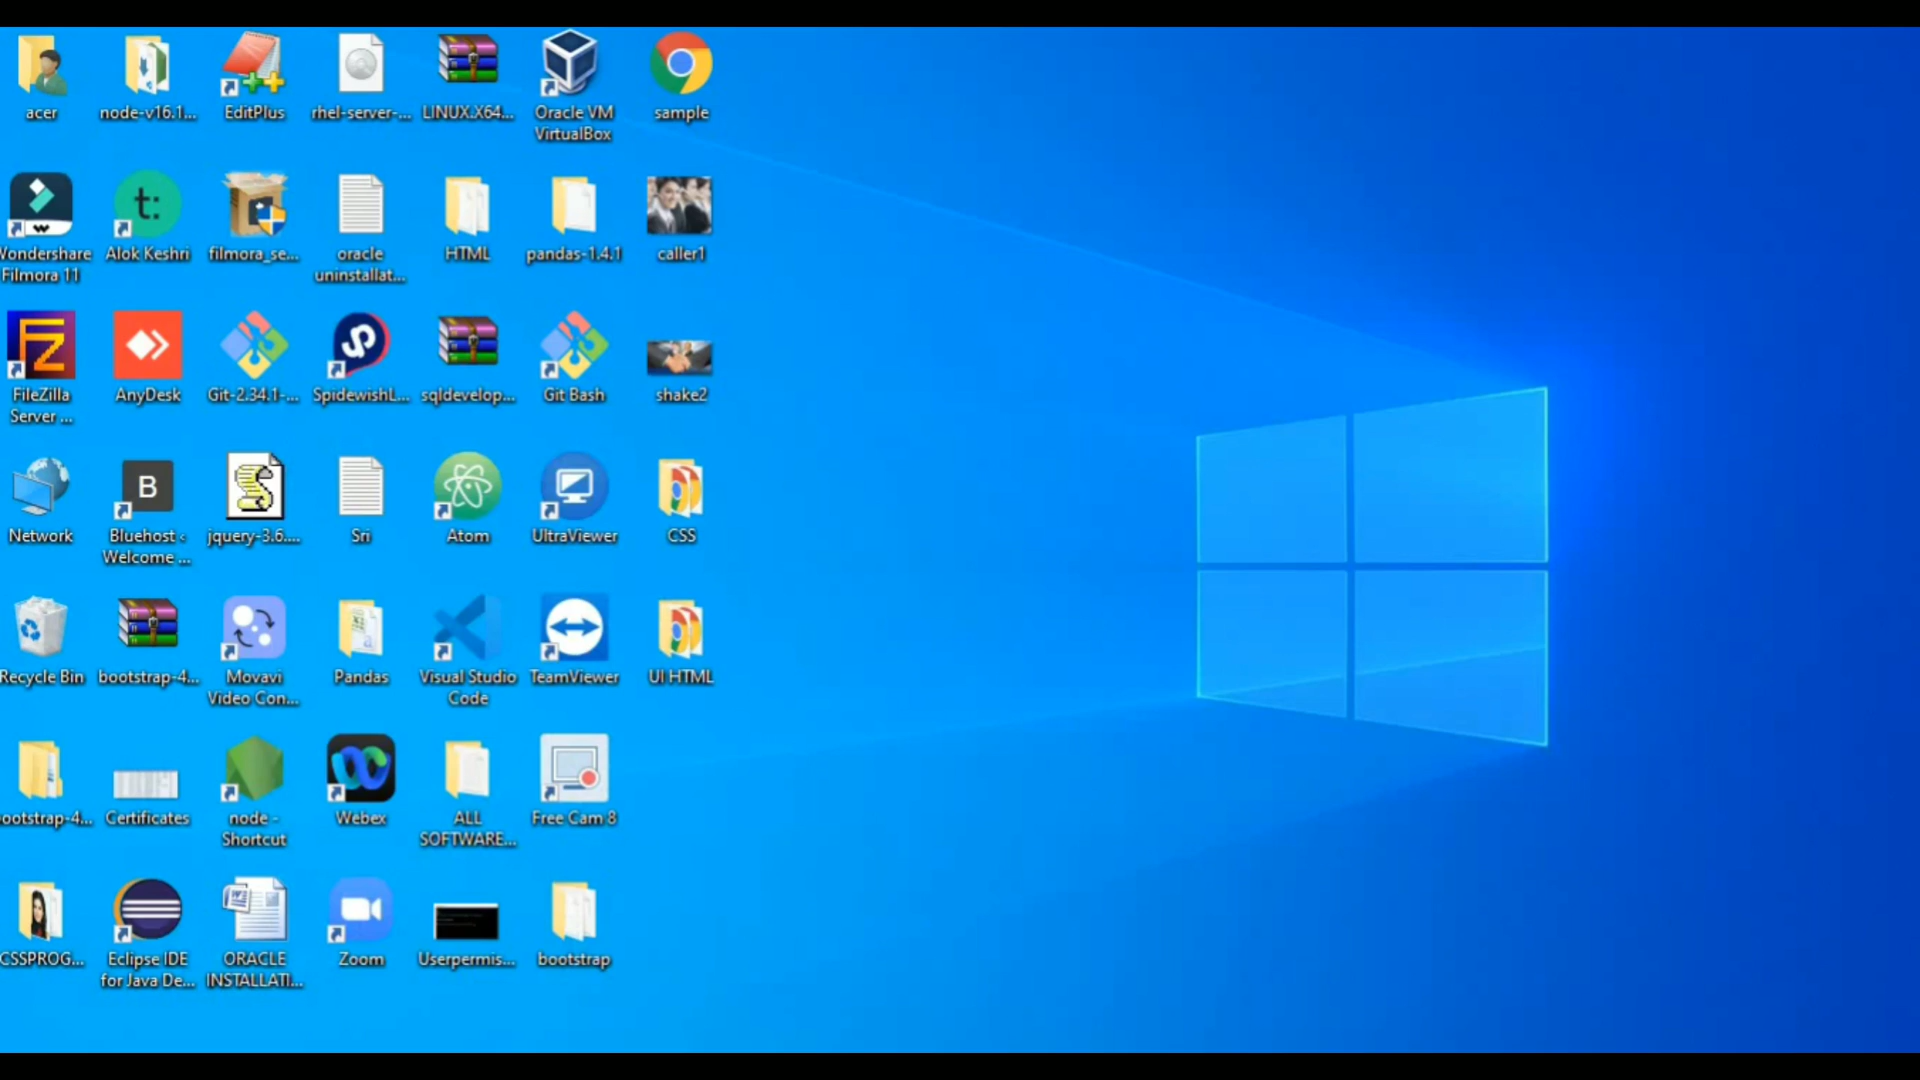 acer
node-v16.1...
EditPlus
rhel-server-...
LINUX.X64...
Oracle VM
VirtualBox
sample
Wondershare
Filmora 11
t:
Alok Keshri
filmora_se...
oracle
uninstallat...
HTML
pandas-1.4.1
caller1
FileZilla
Server ...
AnyDesk
Git-2.34.1-...
SpidewishL...
sqldevelop...
Git Bash
shake2
Network
B
Bluehost ‹
Welcome ...
jquery-3.6....
Sri
Atom
UltraViewer
CSS
Recycle Bin
bootstrap-4...
Movavi
Video Con...
Pandas
Visual Studio
Code
TeamViewer
UI HTML
bootstrap-4...
Certificates
node -
Shortcut
Webex
ALL
SOFTWARE...
Free Cam 8
CSSPROG...
Eclipse IDE
for Java De...
ORACLE
INSTALLATI...
Zoom
Userpermis...
bootstrap